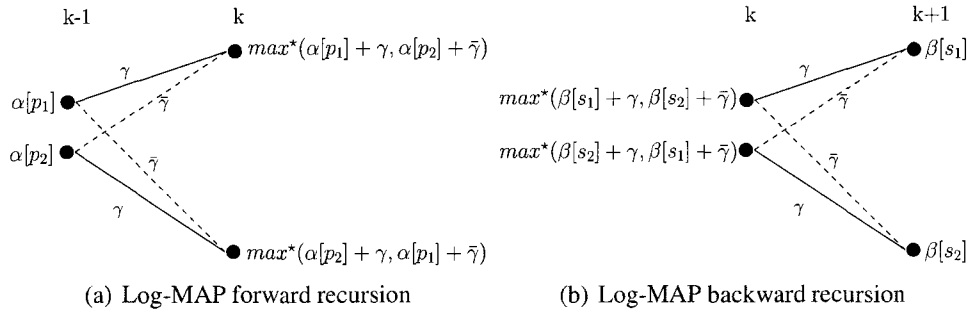 k-1 k
max⋆(α[p₁] + γ, α[p₂] + γ̄)
γ
α[p₁]
γ̄
α[p₂]
γ̄
γ
max⋆(α[p₂] + γ, α[p₁] + γ̄)
(a) Log-MAP forward recursion
k k+1
β[s₁]
γ
max⋆(β[s₁] + γ, β[s₂] + γ̄)
γ̄
max⋆(β[s₂] + γ, β[s₁] + γ̄)
γ̄
γ
β[s₂]
(b) Log-MAP backward recursion